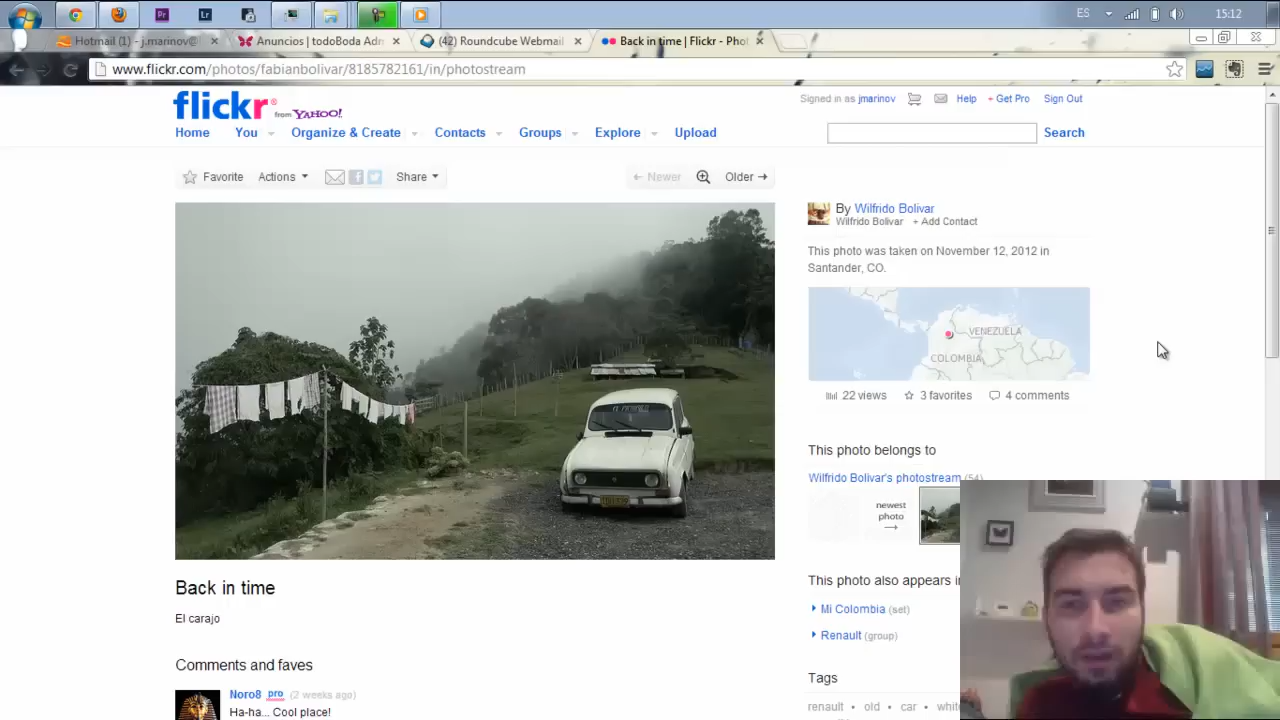 ES 15:12
Hotmail (1) - j.marinov@
Anuncios | todoBoda Adm
(42) Roundcube Webmail
Back in time | Flickr - Phot
www.flickr.com/photos/fabianbolivar/8185782161/in/photostream
flickr from YAHOO!
Signed in as jmarinov Help + Get Pro Sign Out
Home You Organize & Create Contacts Groups Explore Upload Search
Favorite Actions Share ← Newer Older →
By Wilfrido Bolivar
Wilfrido Bolivar + Add Contact
This photo was taken on November 12, 2012 in
Santander, CO.
VENEZUELA
COLOMBIA
22 views 3 favorites 4 comments
This photo belongs to
Wilfrido Bolivar's photostream (54)
newest
photo
→
Back in time
El carajo
This photo also appears in
Mi Colombia (set)
Renault (group)
Comments and faves
Tags
Noro8 pro (2 weeks ago)
Ha-ha... Cool place!
renault • old • car • white